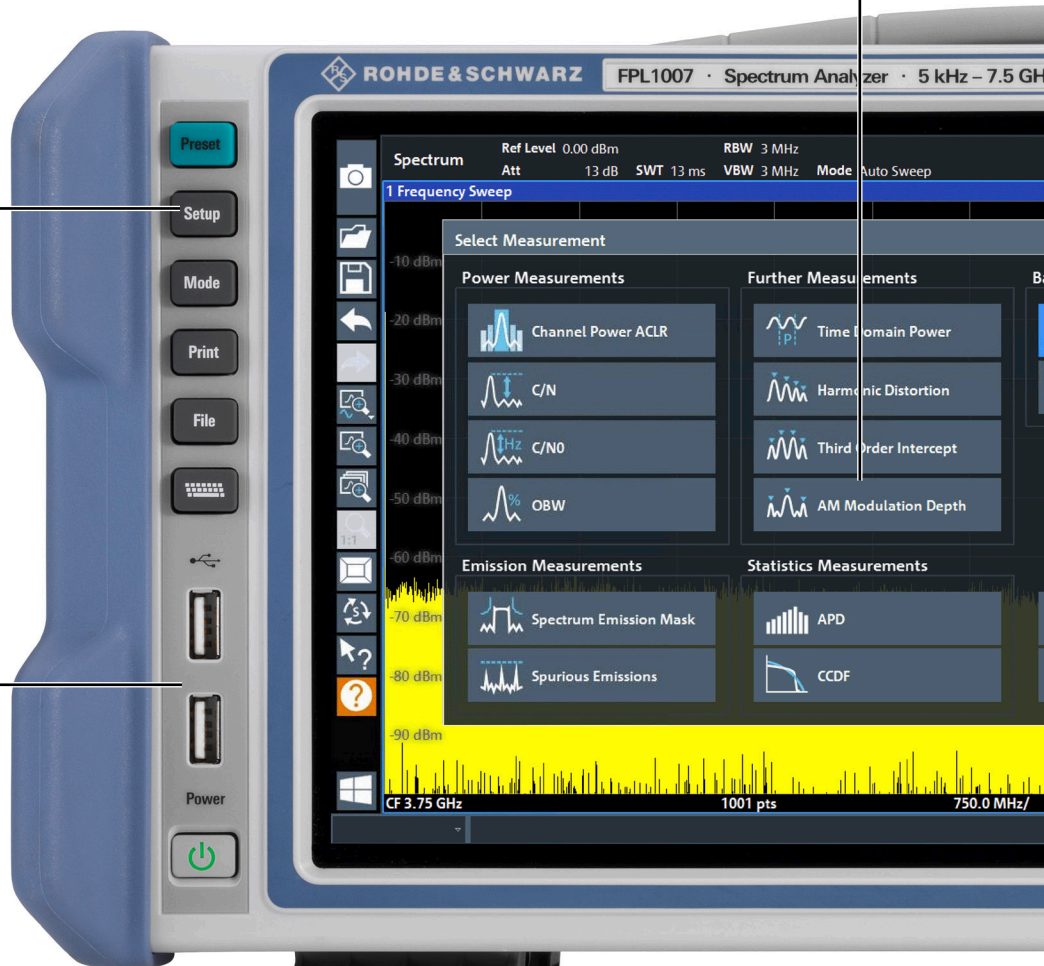 R&S ROHDE & SCHWARZ FPL1007 · Spectrum Analyzer · 5 kHz – 7.5 GH
Preset
Setup
Mode
Print
File
Power
Spectrum
Ref Level 0.00 dBm RBW 3 MHz
Att 13 dB SWT 13 ms VBW 3 MHz Mode Auto Sweep
1 Frequency Sweep
Select Measurement
Power Measurements
Channel Power ACLR
C/N
Hz C/N0
% OBW
Further Measurements
P Time Domain Power
Harmonic Distortion
Third Order Intercept
AM Modulation Depth
Ba
Emission Measurements
Spectrum Emission Mask
Spurious Emissions
Statistics Measurements
APD
CCDF
-10 dBm
-20 dBm
-30 dBm
-40 dBm
-50 dBm
-60 dBm
-70 dBm
-80 dBm
-90 dBm
1:1
S
?
?
CF 3.75 GHz 1001 pts 750.0 MHz/